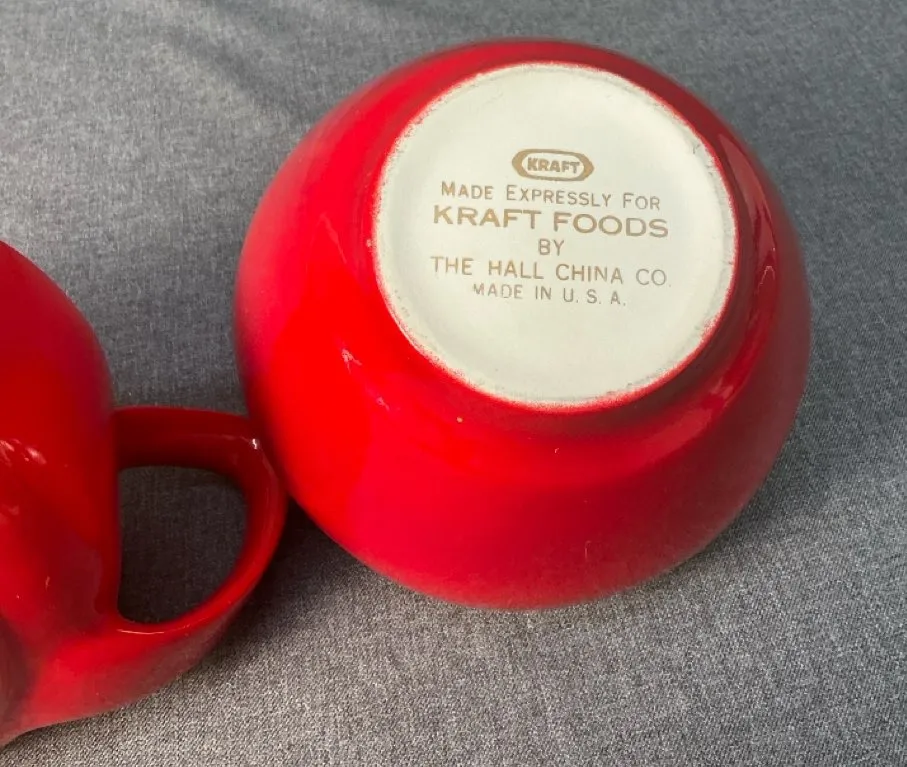 KRAFT
MADE EXPRESSLY FOR
KRAFT FOODS
BY
THE HALL CHINA CO.
MADE IN U. S. A.